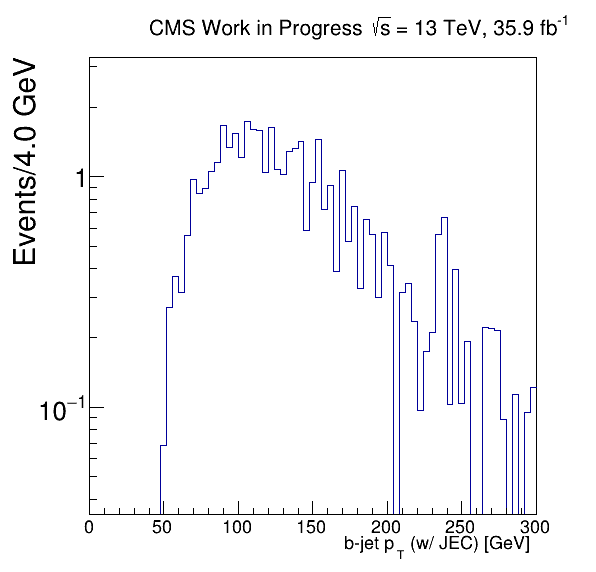 CMS Work in Progress √s = 13 TeV, 35.9 fb⁻¹
Events/4.0 GeV
1
10⁻¹
0 50 100 150 200 250 300
b-jet p_T (w/ JEC) [GeV]